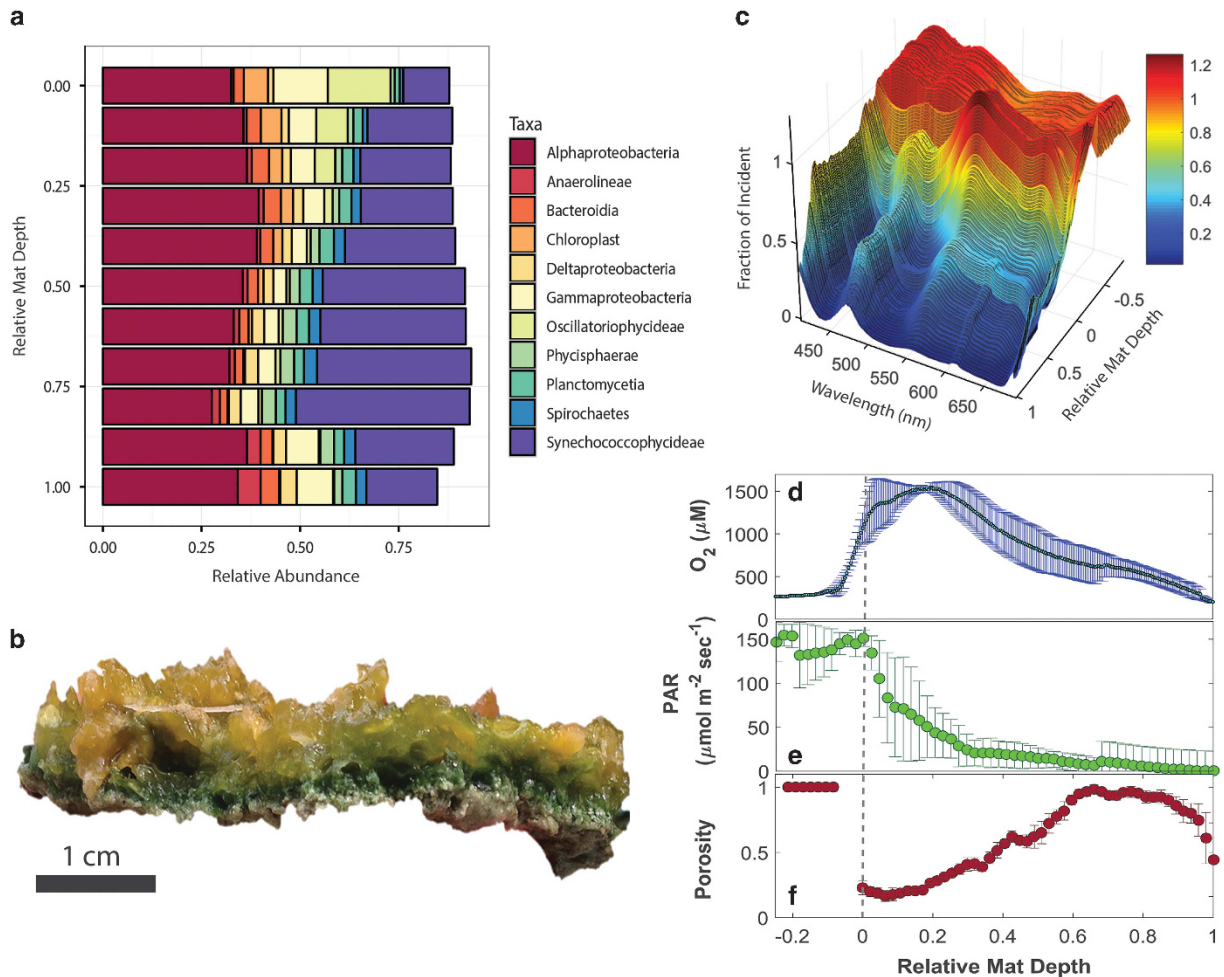 a
Relative Mat Depth
0.00
0.25
0.50
0.75
1.00
0.00 0.25 0.50 0.75
Relative Abundance
Taxa
Alphaproteobacteria
Anaerolineae
Bacteroidia
Chloroplast
Deltaproteobacteria
Gammaproteobacteria
Oscillatoriophycideae
Phycisphaerae
Planctomycetia
Spirochaetes
Synechococcophycideae
b
1 cm
c
Fraction of Incident
1
0.5
0
450 500 550 600 650
Wavelength (nm)
-0.5
0
0.5
1
Relative Mat Depth
1.2
1
0.8
0.6
0.4
0.2
d
O2 (μM)
1500
1000
500
0
e
PAR
(μmol m-2 sec-1)
150
100
50
0
f
Porosity
1
0.5
0
-0.2 0 0.2 0.4 0.6 0.8 1
Relative Mat Depth